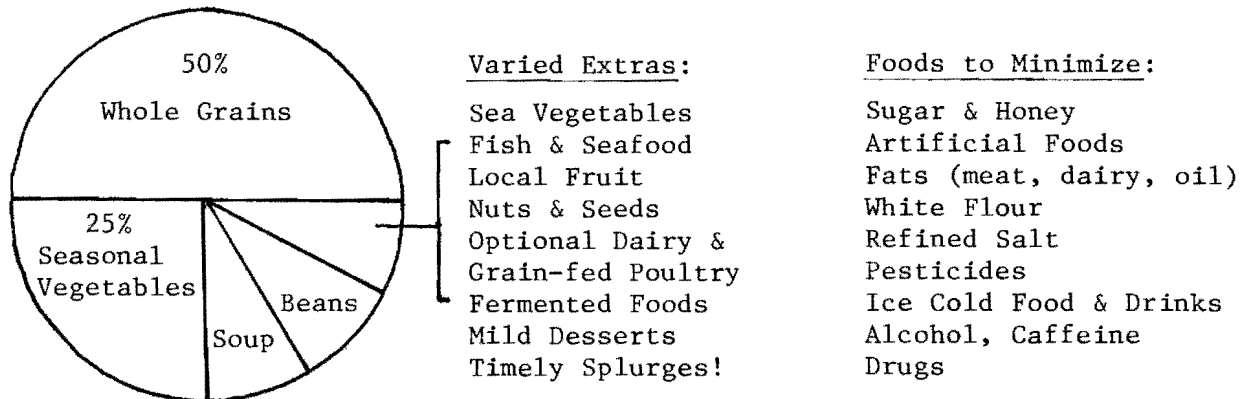 50%
Whole Grains
25%
Seasonal
Vegetables
Soup
Beans
Varied Extras:
Sea Vegetables
Fish & Seafood
Local Fruit
Nuts & Seeds
Optional Dairy &
Grain-fed Poultry
Fermented Foods
Mild Desserts
Timely Splurges!
Foods to Minimize:
Sugar & Honey
Artificial Foods
Fats (meat, dairy, oil)
White Flour
Refined Salt
Pesticides
Ice Cold Food & Drinks
Alcohol, Caffeine
Drugs